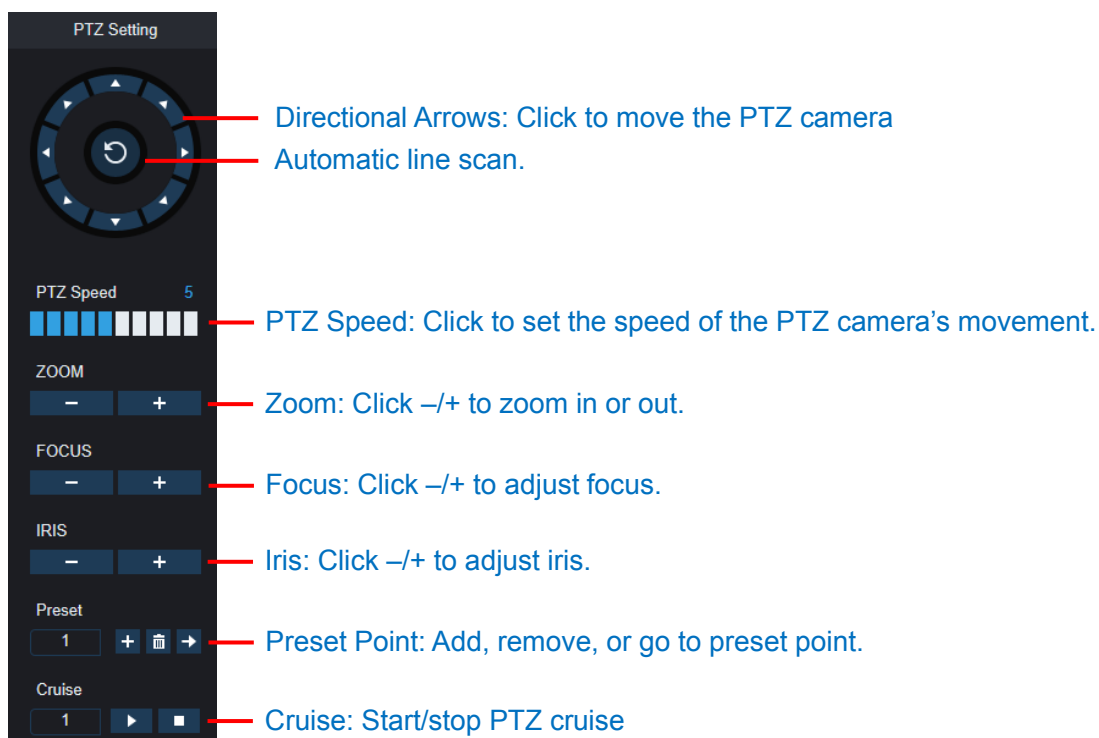 PTZ Setting
Directional Arrows: Click to move the PTZ camera
Automatic line scan.
PTZ Speed 5
PTZ Speed: Click to set the speed of the PTZ camera’s movement.
ZOOM
– +
Zoom: Click –/+ to zoom in or out.
FOCUS
– +
Focus: Click –/+ to adjust focus.
IRIS
– +
Iris: Click –/+ to adjust iris.
Preset
1 +
Preset Point: Add, remove, or go to preset point.
Cruise
1
Cruise: Start/stop PTZ cruise